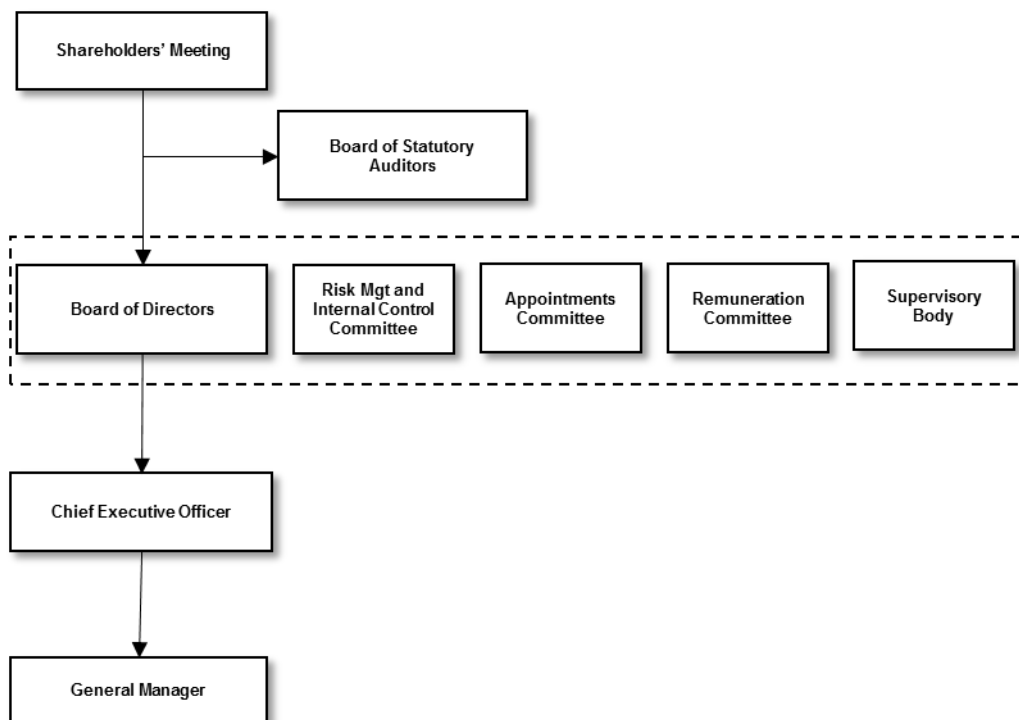 Shareholders’ Meeting
Board of Statutory
Auditors
Board of Directors
Risk Mgt and
Internal Control
Committee
Appointments
Committee
Remuneration
Committee
Supervisory
Body
Chief Executive Officer
General Manager